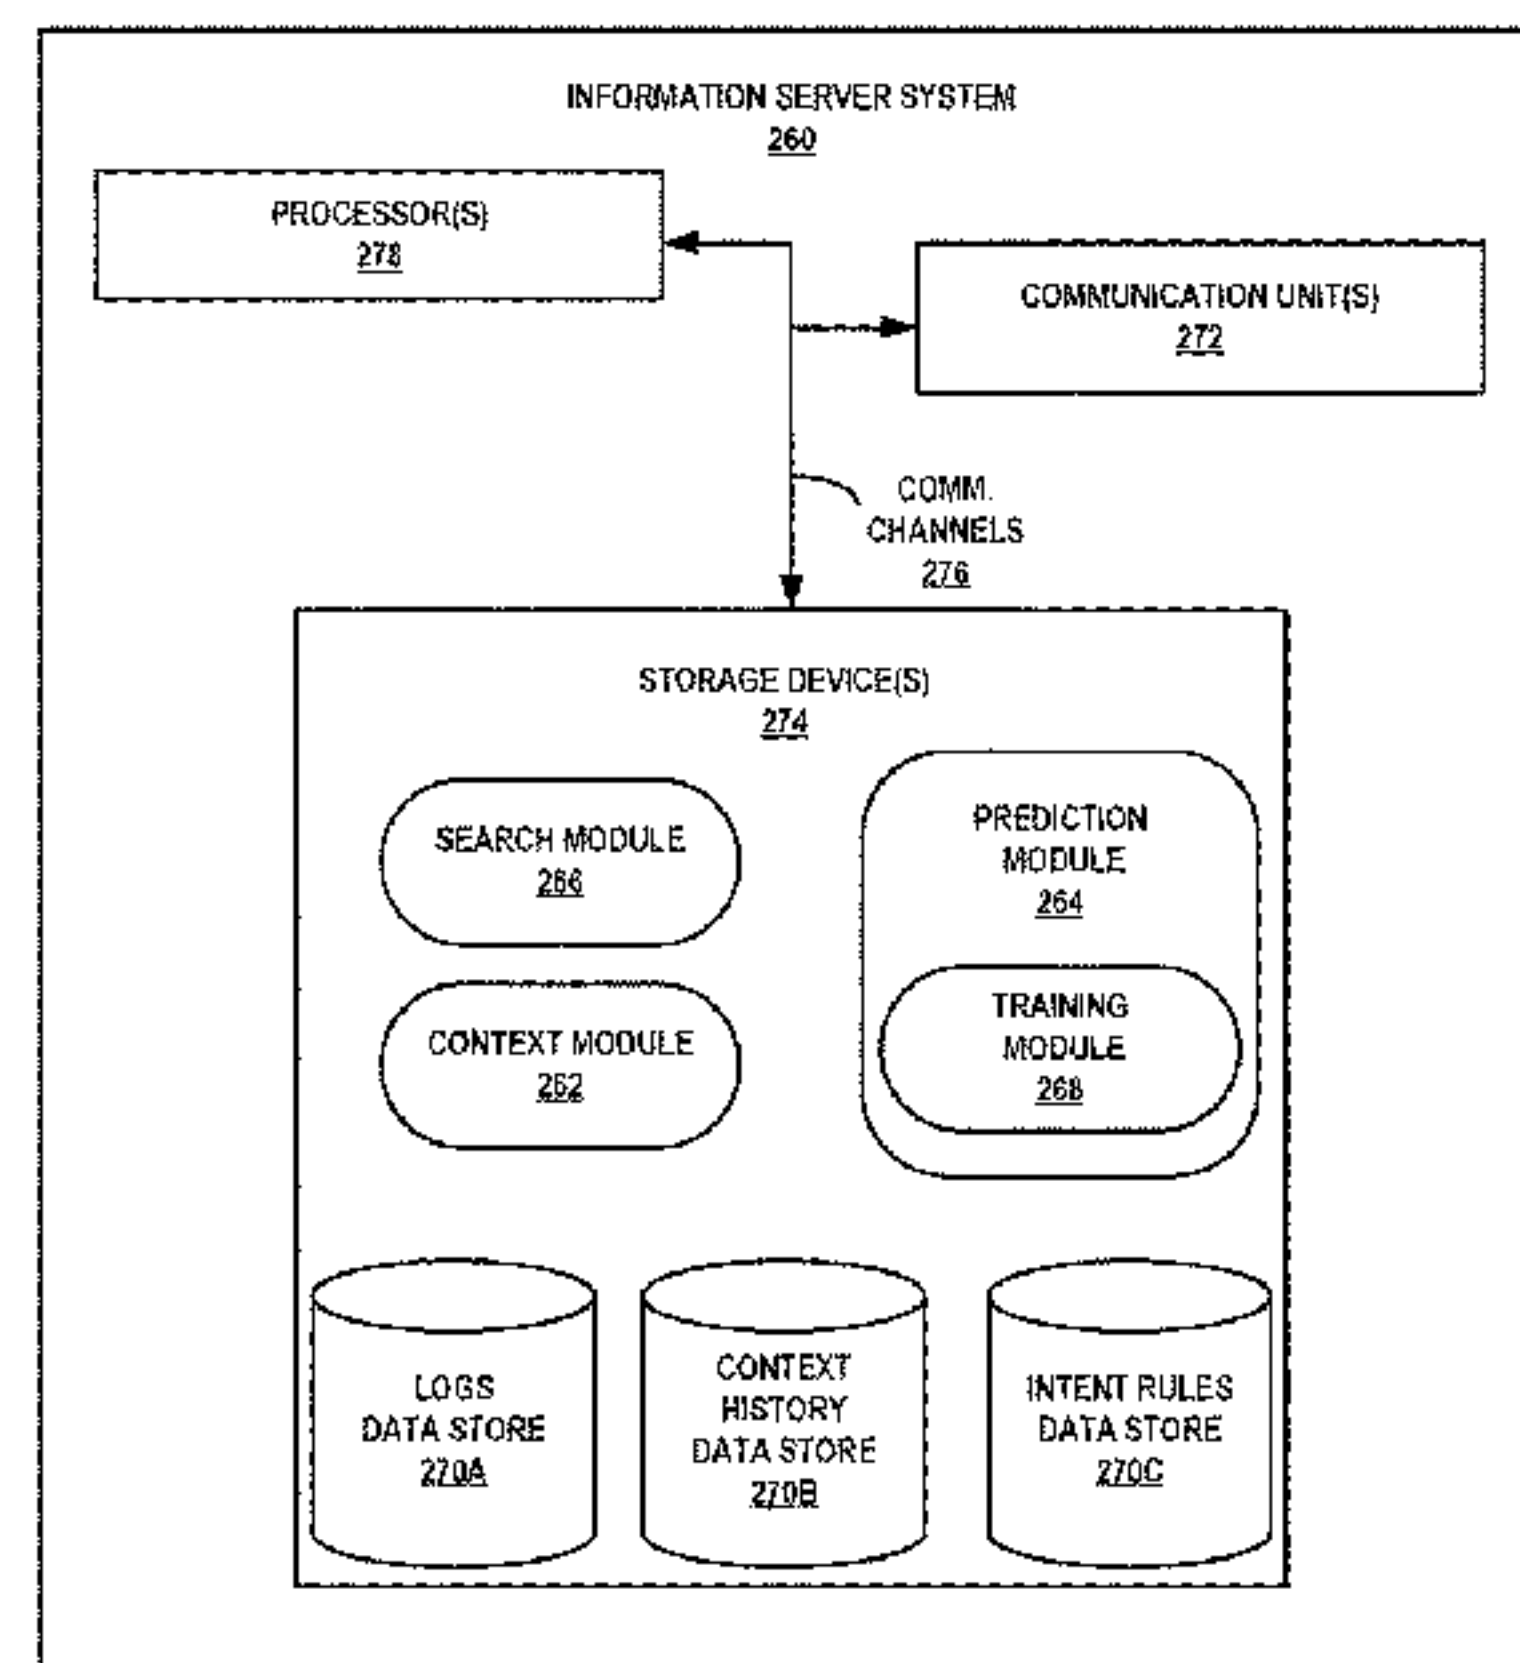 INFORMATION SERVER SYSTEM
260
PROCESSOR(S)
278
COMMUNICATION UNIT(S)
272
COMM.
CHANNELS
276
STORAGE DEVICE(S)
274
SEARCH MODULE
266
PREDICTION
MODULE
264
CONTEXT MODULE
262
TRAINING
MODULE
268
LOGS
DATA STORE
270A
CONTEXT
HISTORY
DATA STORE
270B
INTENT RULES
DATA STORE
270C